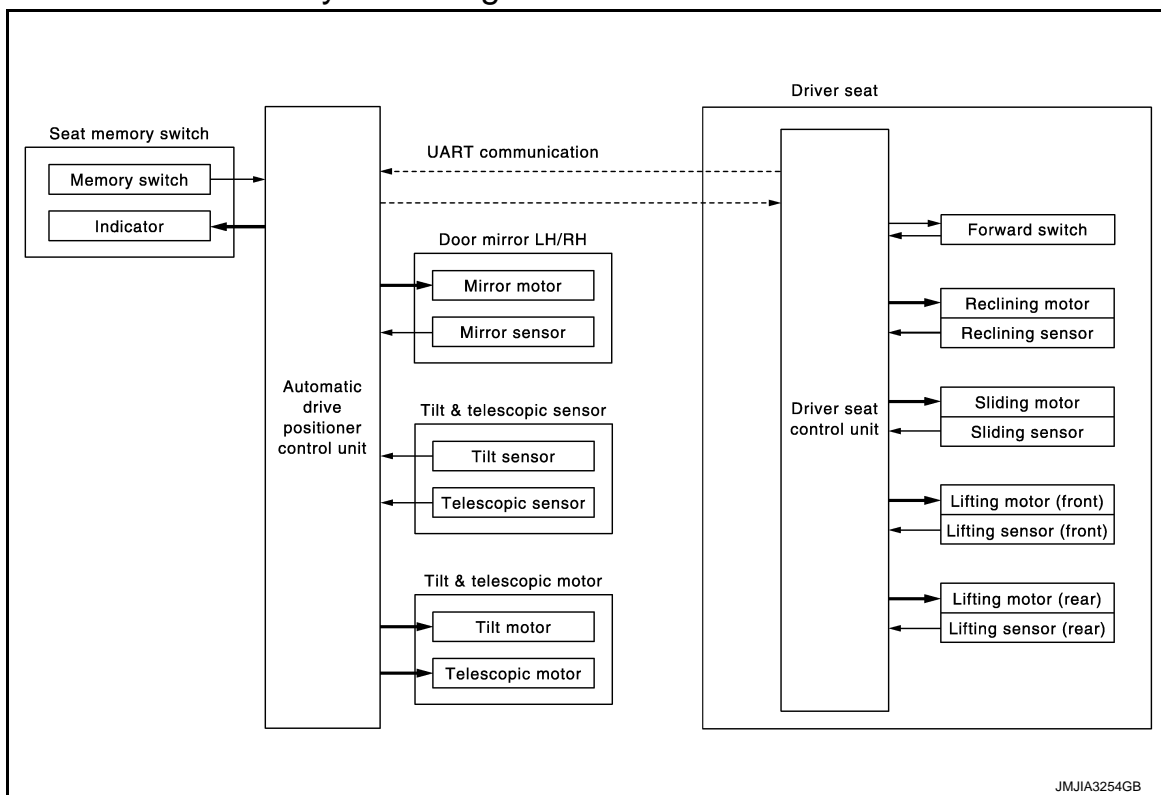 Driver seat
Seat memory switch
Memory switch
Indicator
UART communication
Door mirror LH/RH
Mirror motor
Mirror sensor
Automatic
drive
positioner
control unit
Tilt & telescopic sensor
Tilt sensor
Telescopic sensor
Tilt & telescopic motor
Tilt motor
Telescopic motor
Driver seat
control unit
Forward switch
Reclining motor
Reclining sensor
Sliding motor
Sliding sensor
Lifting motor (front)
Lifting sensor (front)
Lifting motor (rear)
Lifting sensor (rear)
JMJIA3254GB